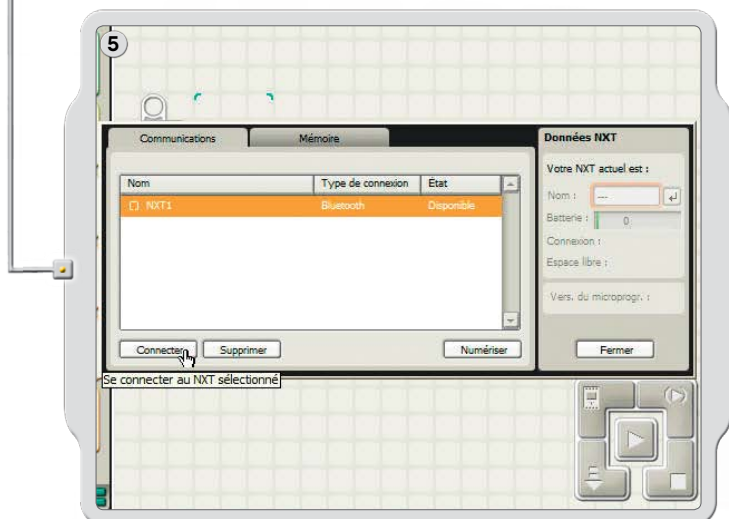 5
Communications
Mémoire
Nom
Type de connexion
État
NXT1
Bluetooth
Disponible
Connecter
Supprimer
Numériser
Se connecter au NXT sélectionné
Données NXT
Votre NXT actuel est :
Nom :
---
Batterie :
0
Connexion :
Espace libre :
Vers. du microprogr. :
Fermer